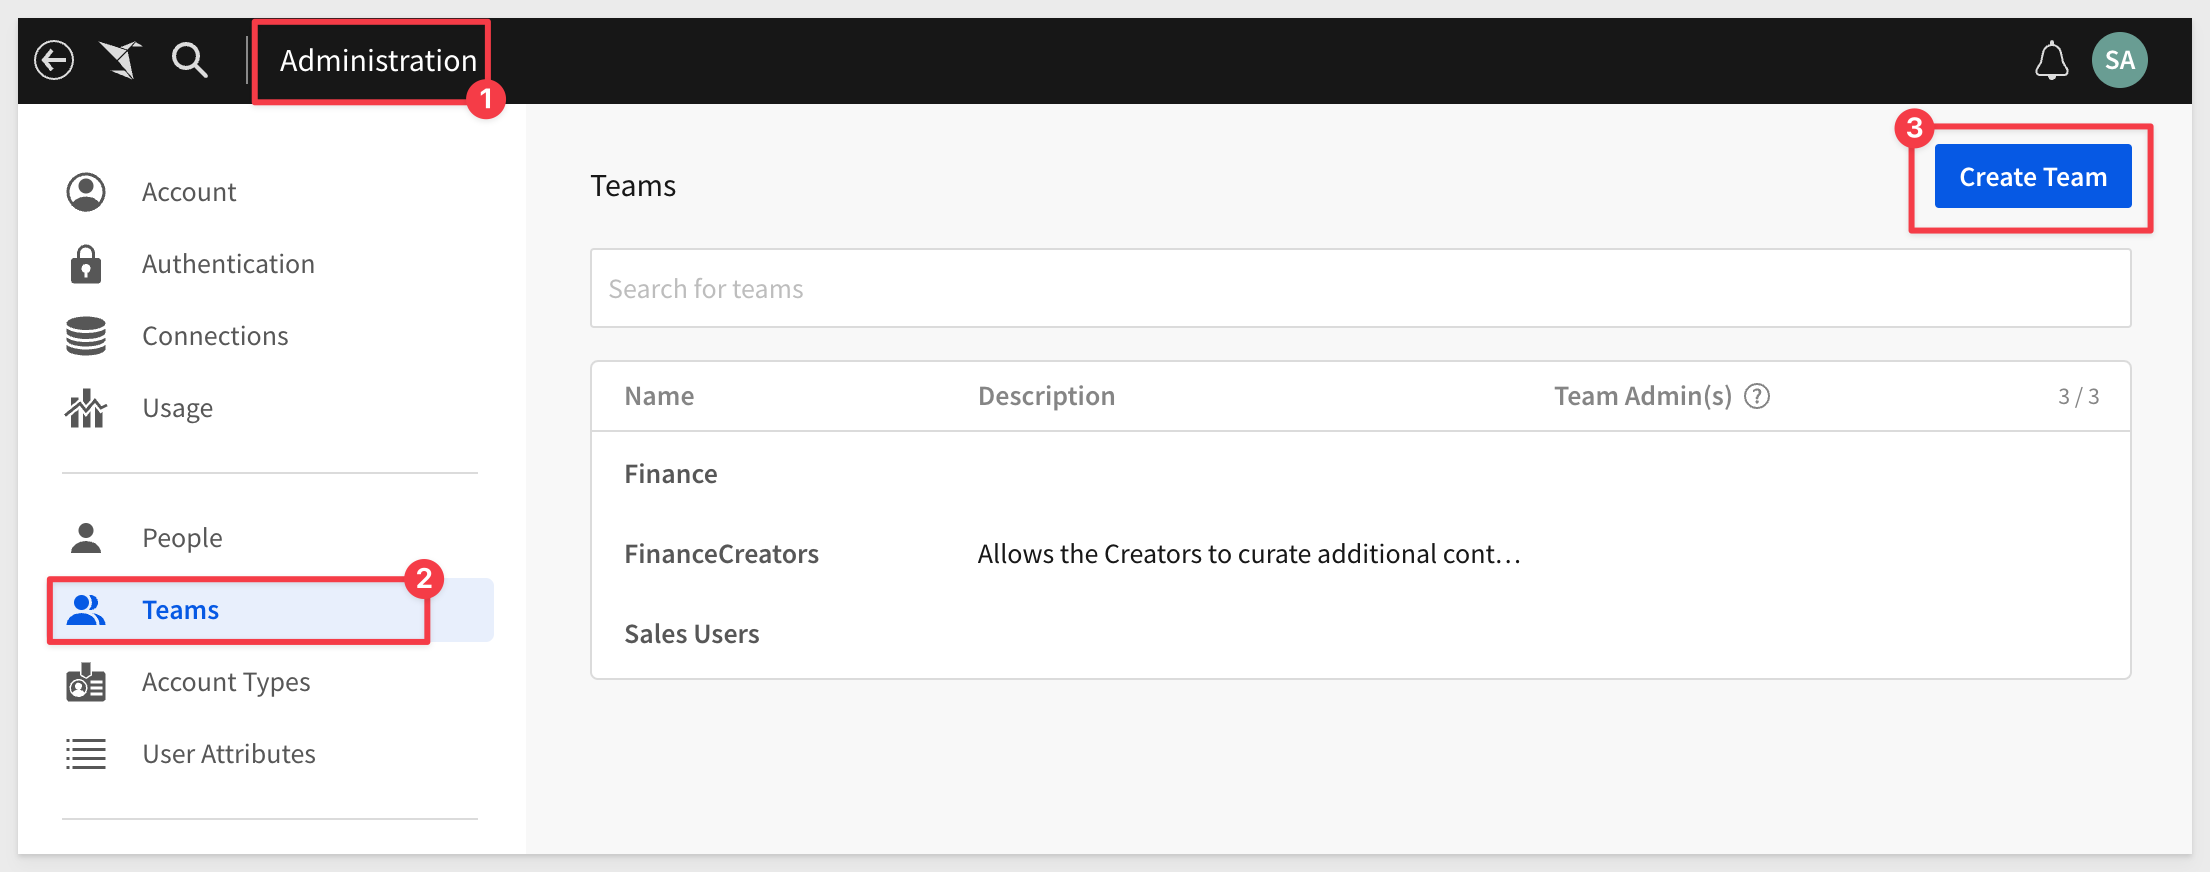 Administration
1
SA
Account
Authentication
Connections
Usage
People
Teams
2
Account Types
User Attributes
Teams
3
Create Team
Search for teams
Name Description Team Admin(s) ? 3 / 3
Finance
FinanceCreators Allows the Creators to curate additional cont…
Sales Users